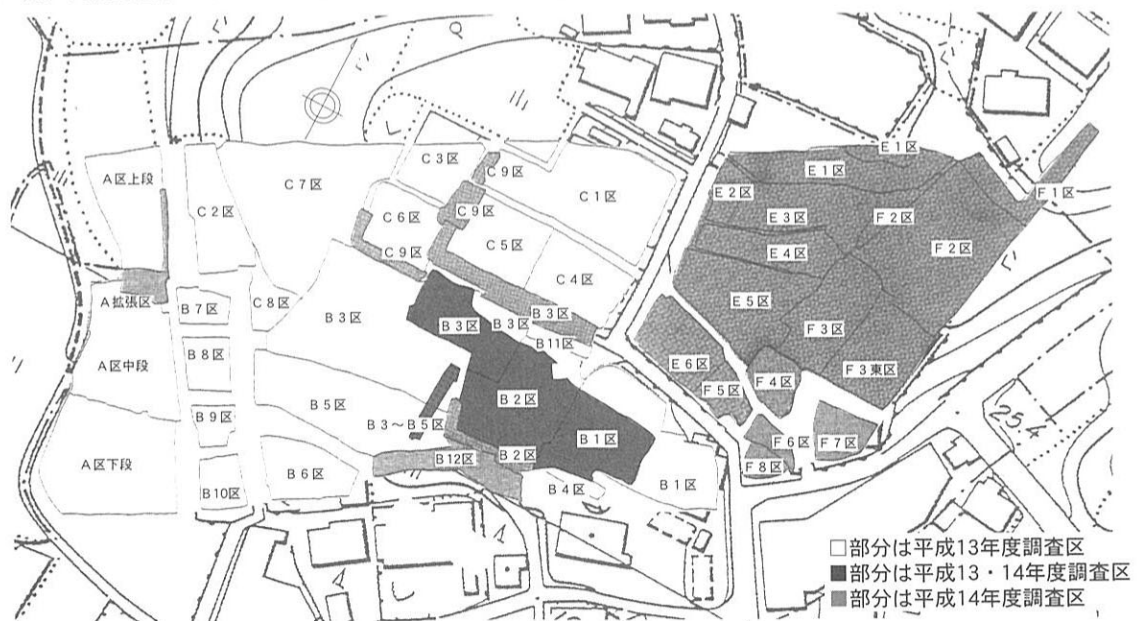 C3区
C9区
E1区
A区上段
C7区
C1区
E1区
C2区
E2区
F1区
C6区
C9区
E3区
F2区
C5区
F2区
C9区
E4区
C4区
A拡張区
B7区
C8区
B3区
B3区
E5区
B3区
B3区
F3区
B11区
B8区
A区中段
E6区
F4区
F3東区
B2区
F5区
B5区
B9区
B3～B5区
B1区
F6区
F7区
A区下段
B12区
B2区
F8区
B6区
B10区
B4区
B1区
254
□部分は平成13年度調査区
■部分は平成13・14年度調査区
■部分は平成14年度調査区